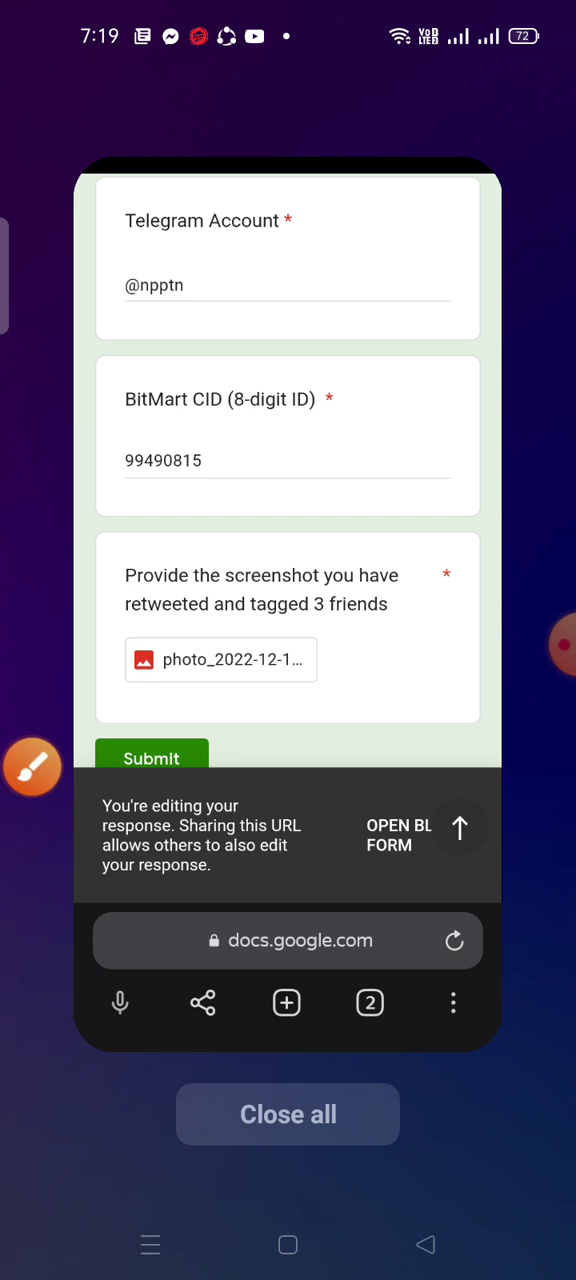 7:19
VoD LTE2
72
Telegram Account *
@npptn
BitMart CID (8-digit ID) *
99490815
Provide the screenshot you have *
retweeted and tagged 3 friends
photo_2022-12-1...
Submit
You're editing your
response. Sharing this URL
allows others to also edit
your response.
OPEN BL
FORM
docs.google.com
2
Close all